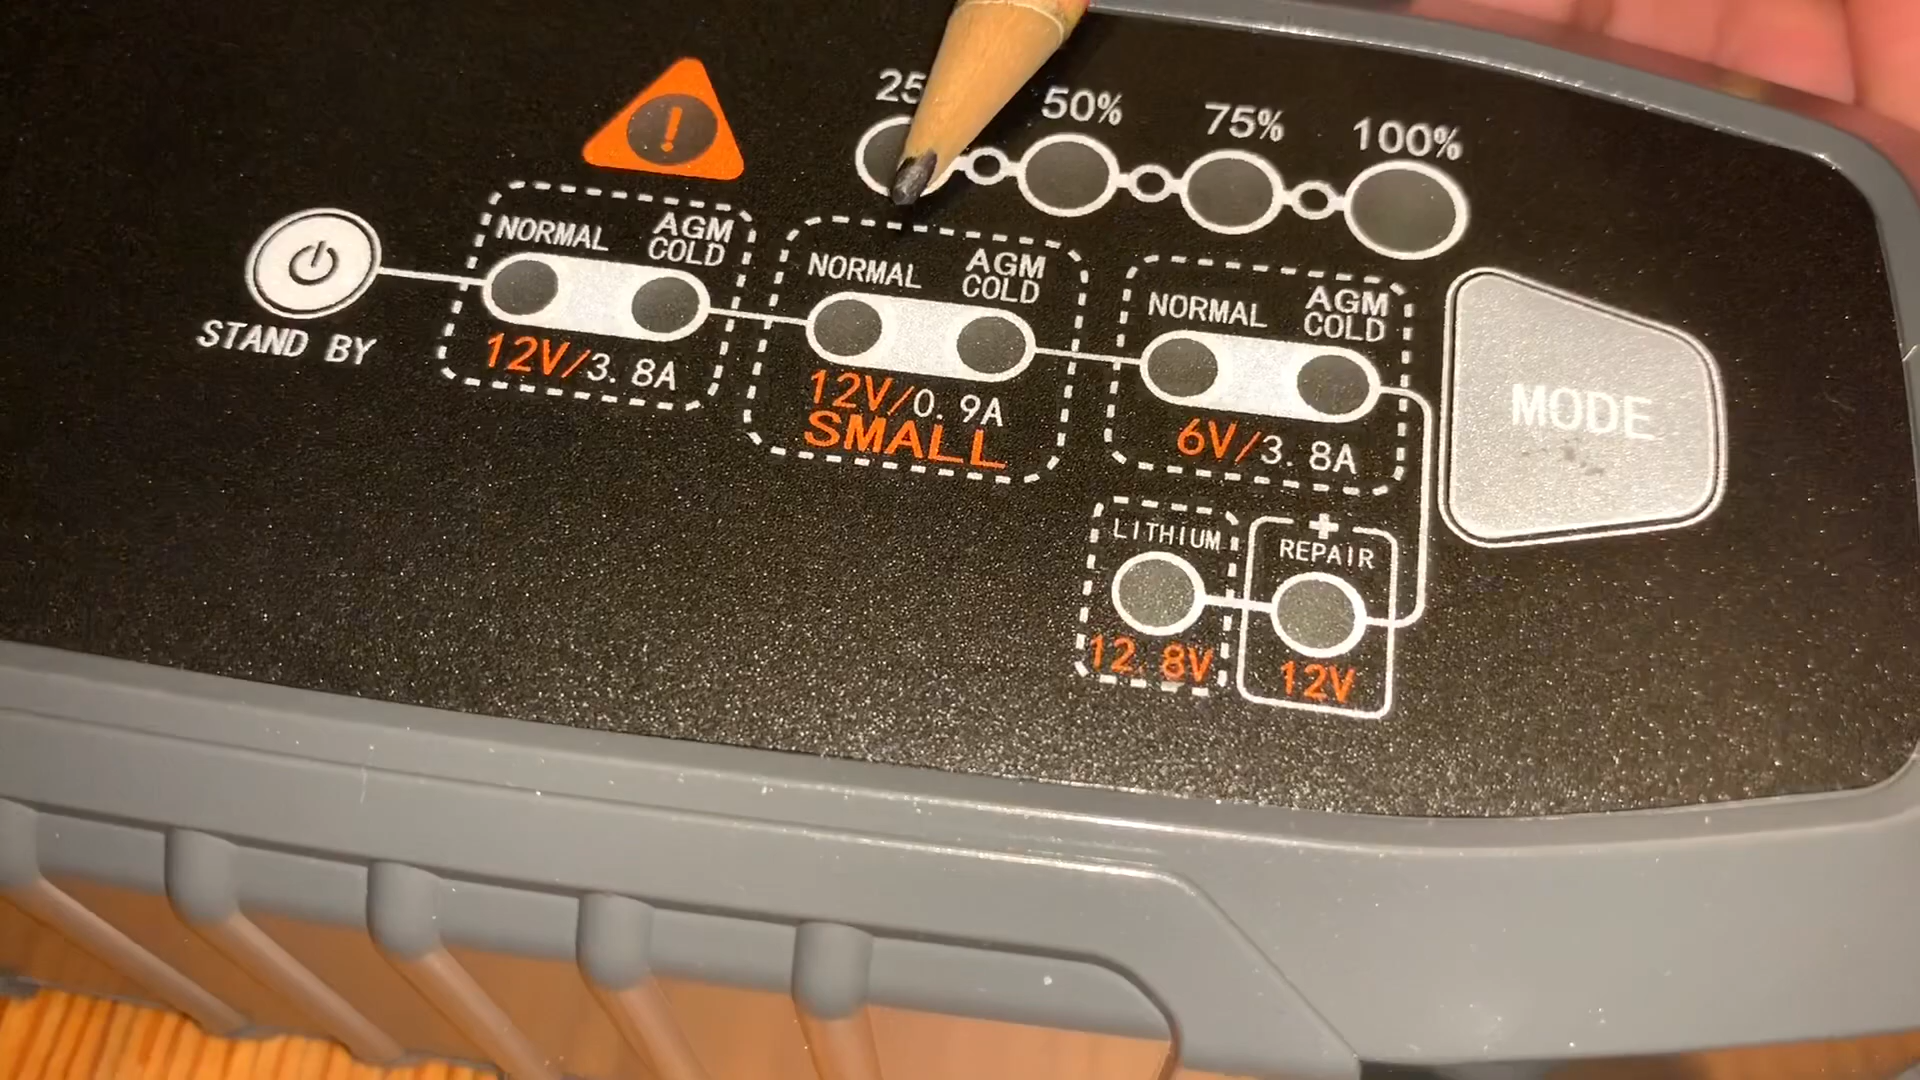 !
50%
75%
100%
NORMAL
AGM
COLD
12V/3.8A
NORMAL
AGM
COLD
12V/0.9A
SMALL
NORMAL
AGM
COLD
6V/3.8A
STAND BY
MODE
LITHIUM
12.8V
+
REPAIR
12V